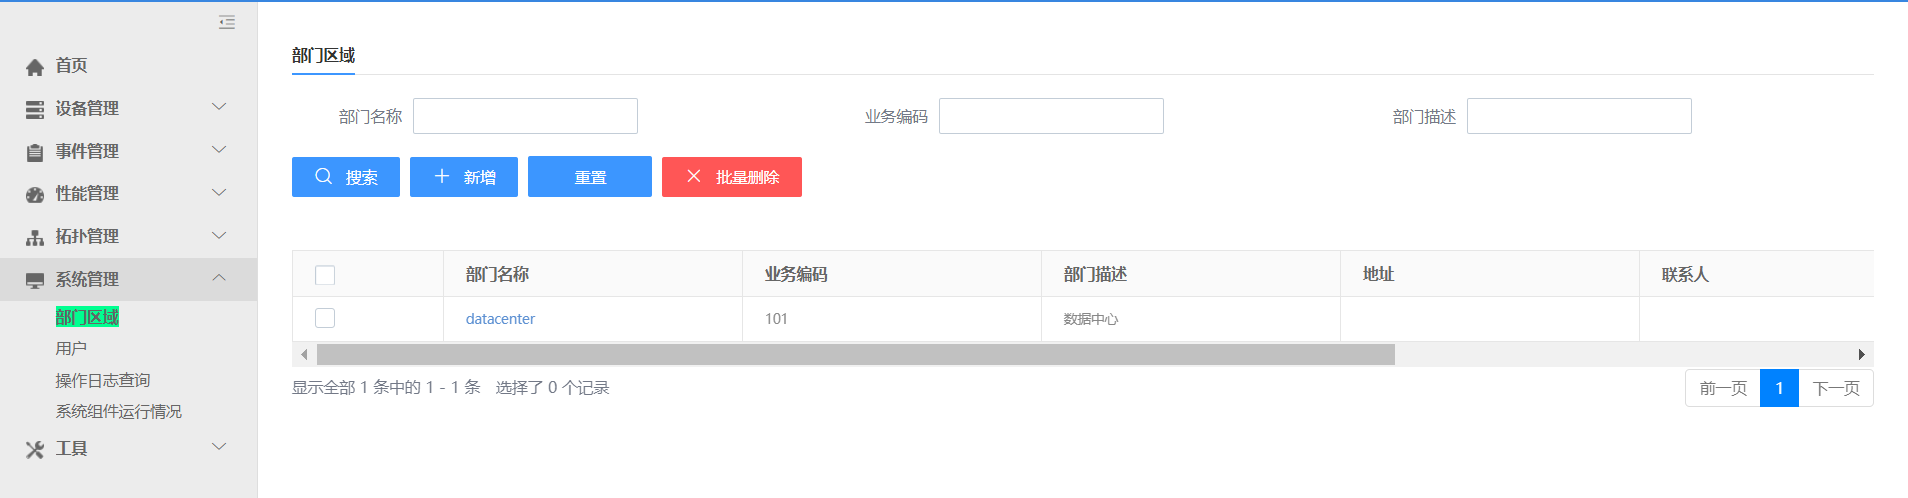 首页
设备管理
事件管理
性能管理
拓扑管理
系统管理
部门区域
用户
操作日志查询
系统组件运行情况
工具
部门区域
部门名称 业务编码 部门描述
搜索 新增 重置 批量删除
部门名称 业务编码 部门描述 地址 联系人
datacenter 101 数据中心
显示全部 1 条中的 1 - 1 条 选择了 0 个记录
前一页 1 下一页